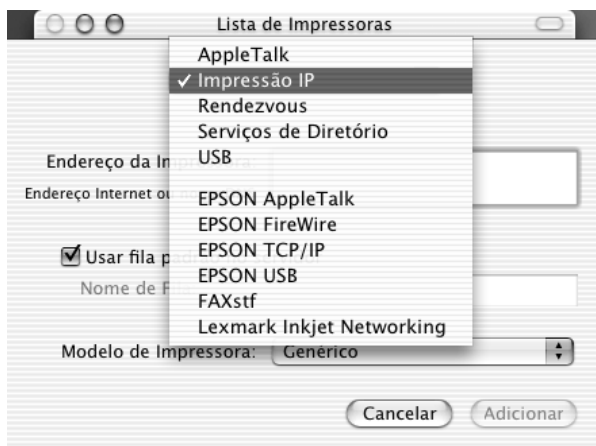 Lista de Impressoras
AppleTalk
✓ Impressão IP
Rendezvous
Serviços de Diretório
USB
Endereço da Im
Endereço Internet ou
EPSON AppleTalk
EPSON FireWire
EPSON TCP/IP
Usar fila p
EPSON USB
Nome de F
FAXstf
Lexmark Inkjet Networking
Modelo de Impressora: Genérico
Cancelar Adicionar